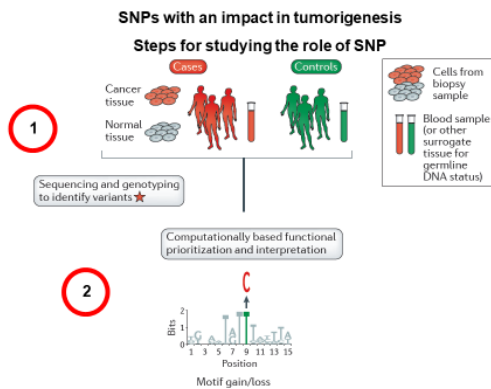 SNPs with an impact in tumorigenesis
Steps for studying the role of SNP
Cases
Controls
Cancer
tissue
Normal
tissue
Cells from
biopsy
sample
Blood sample
(or other
surrogate
tissue for
germline
DNA status)
1
Sequencing and genotyping
to identify variants
Computationally based functional
prioritization and interpretation
2
C
Bits
2
1
0
1 3 5 7 9 11 13 15
Position
Motif gain/loss